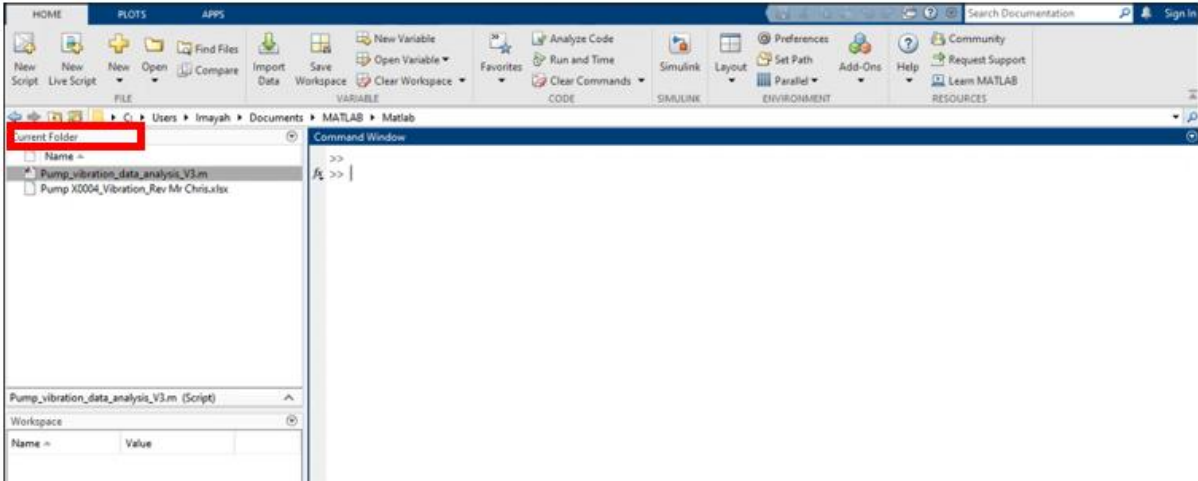 HOME PLOTS APPS
Search Documentation Sign In
New Script
New Live Script
New
Open
Find Files
Compare
Import Data
Save Workspace
New Variable
Open Variable
Clear Workspace
Favorites
Analyze Code
Run and Time
Clear Commands
Simulink
Layout
Preferences
Set Path
Parallel
Add-Ons
Help
Community
Request Support
Learn MATLAB
FILE VARIABLE CODE SIMULINK ENVIRONMENT RESOURCES
C: Users Imayah Documents MATLAB Matlab
Current Folder
Name
Pump_vibration_data_analysis_V3.m
Pump X0004_Vibration_Rev Mr Chris.xlsx
Pump_vibration_data_analysis_V3.m (Script)
Workspace
Name Value
Command Window
>>
fx >>